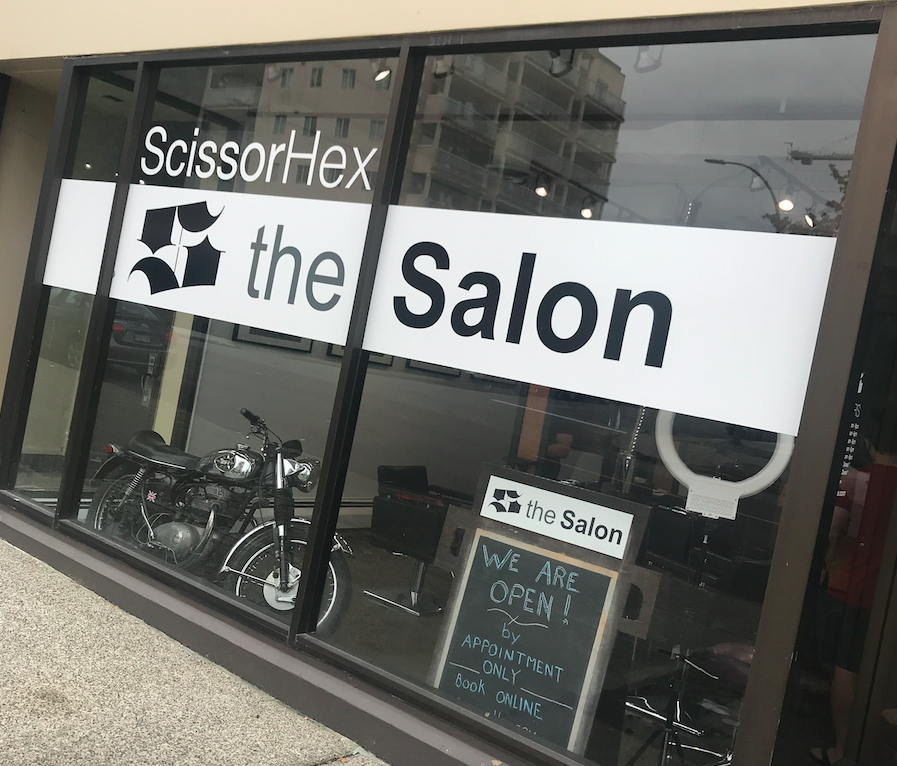 ScissorHex
the Salon
the Salon
WE ARE
OPEN!
by
APPOINTMENT
ONLY
BOOK ONLINE